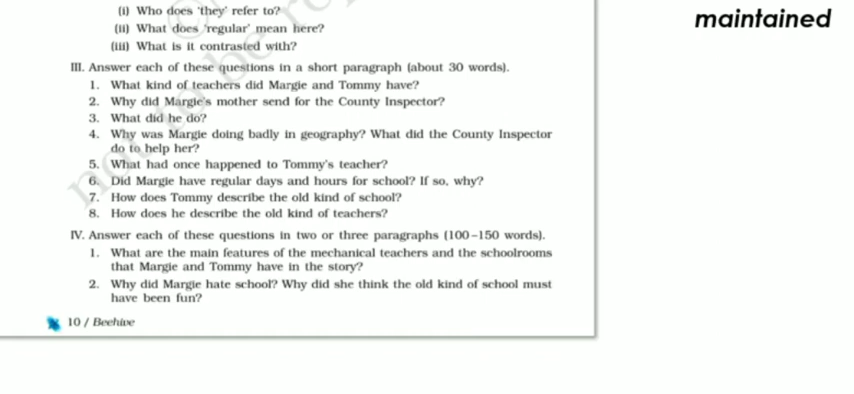 (i) Who does 'they' refer to?
maintained
(ii) What does 'regular' mean here?
(iii) What is it contrasted with?
III. Answer each of these questions in a short paragraph (about 30 words).
1. What kind of teachers did Margie and Tommy have?
2. Why did Margie's mother send for the County Inspector?
3. What did he do?
4. Why was Margie doing badly in geography? What did the County Inspector
do to help her?
5. What had once happened to Tommy's teacher?
6. Did Margie have regular days and hours for school? If so, why?
7. How does Tommy describe the old kind of school?
8. How does he describe the old kind of teachers?
IV. Answer each of these questions in two or three paragraphs (100–150 words).
1. What are the main features of the mechanical teachers and the schoolrooms
that Margie and Tommy have in the story?
2. Why did Margie hate school? Why did she think the old kind of school must
have been fun?
10 / Beehive
not to be